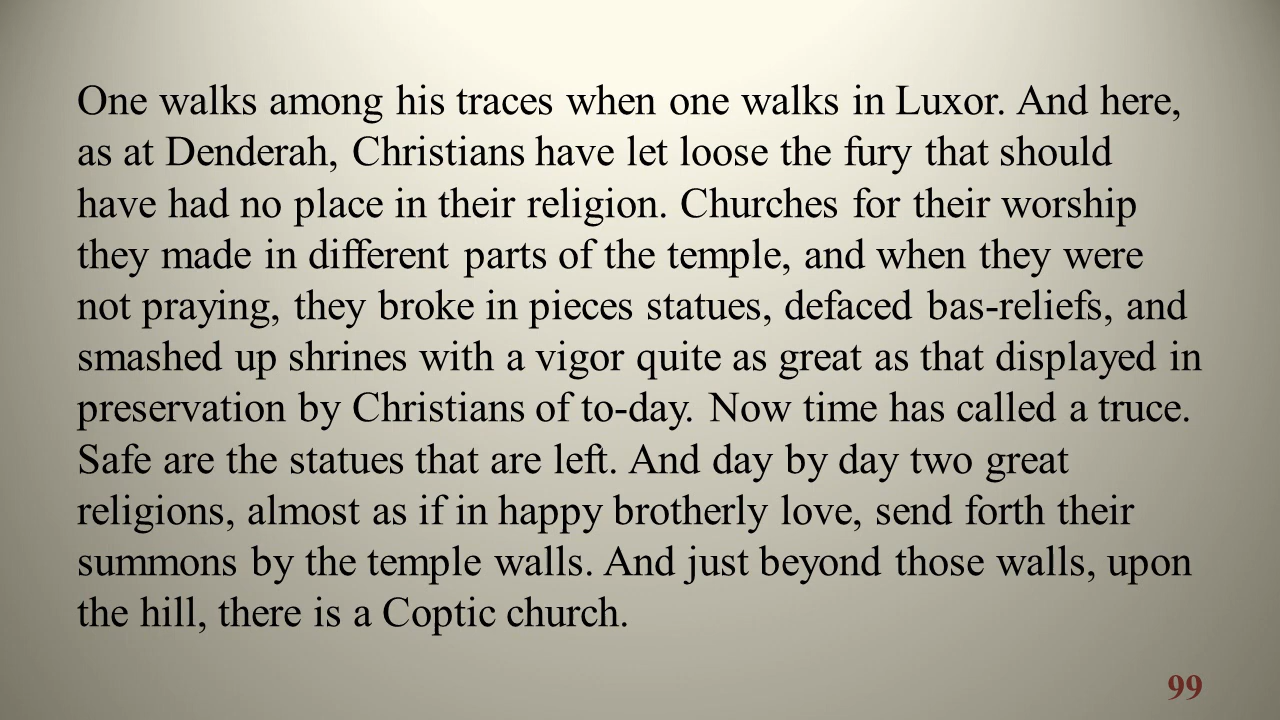 One walks among his traces when one walks in Luxor. And here,
as at Denderah, Christians have let loose the fury that should
have had no place in their religion. Churches for their worship
they made in different parts of the temple, and when they were
not praying, they broke in pieces statues, defaced bas-reliefs, and
smashed up shrines with a vigor quite as great as that displayed in
preservation by Christians of to-day. Now time has called a truce.
Safe are the statues that are left. And day by day two great
religions, almost as if in happy brotherly love, send forth their
summons by the temple walls. And just beyond those walls, upon
the hill, there is a Coptic church.
99